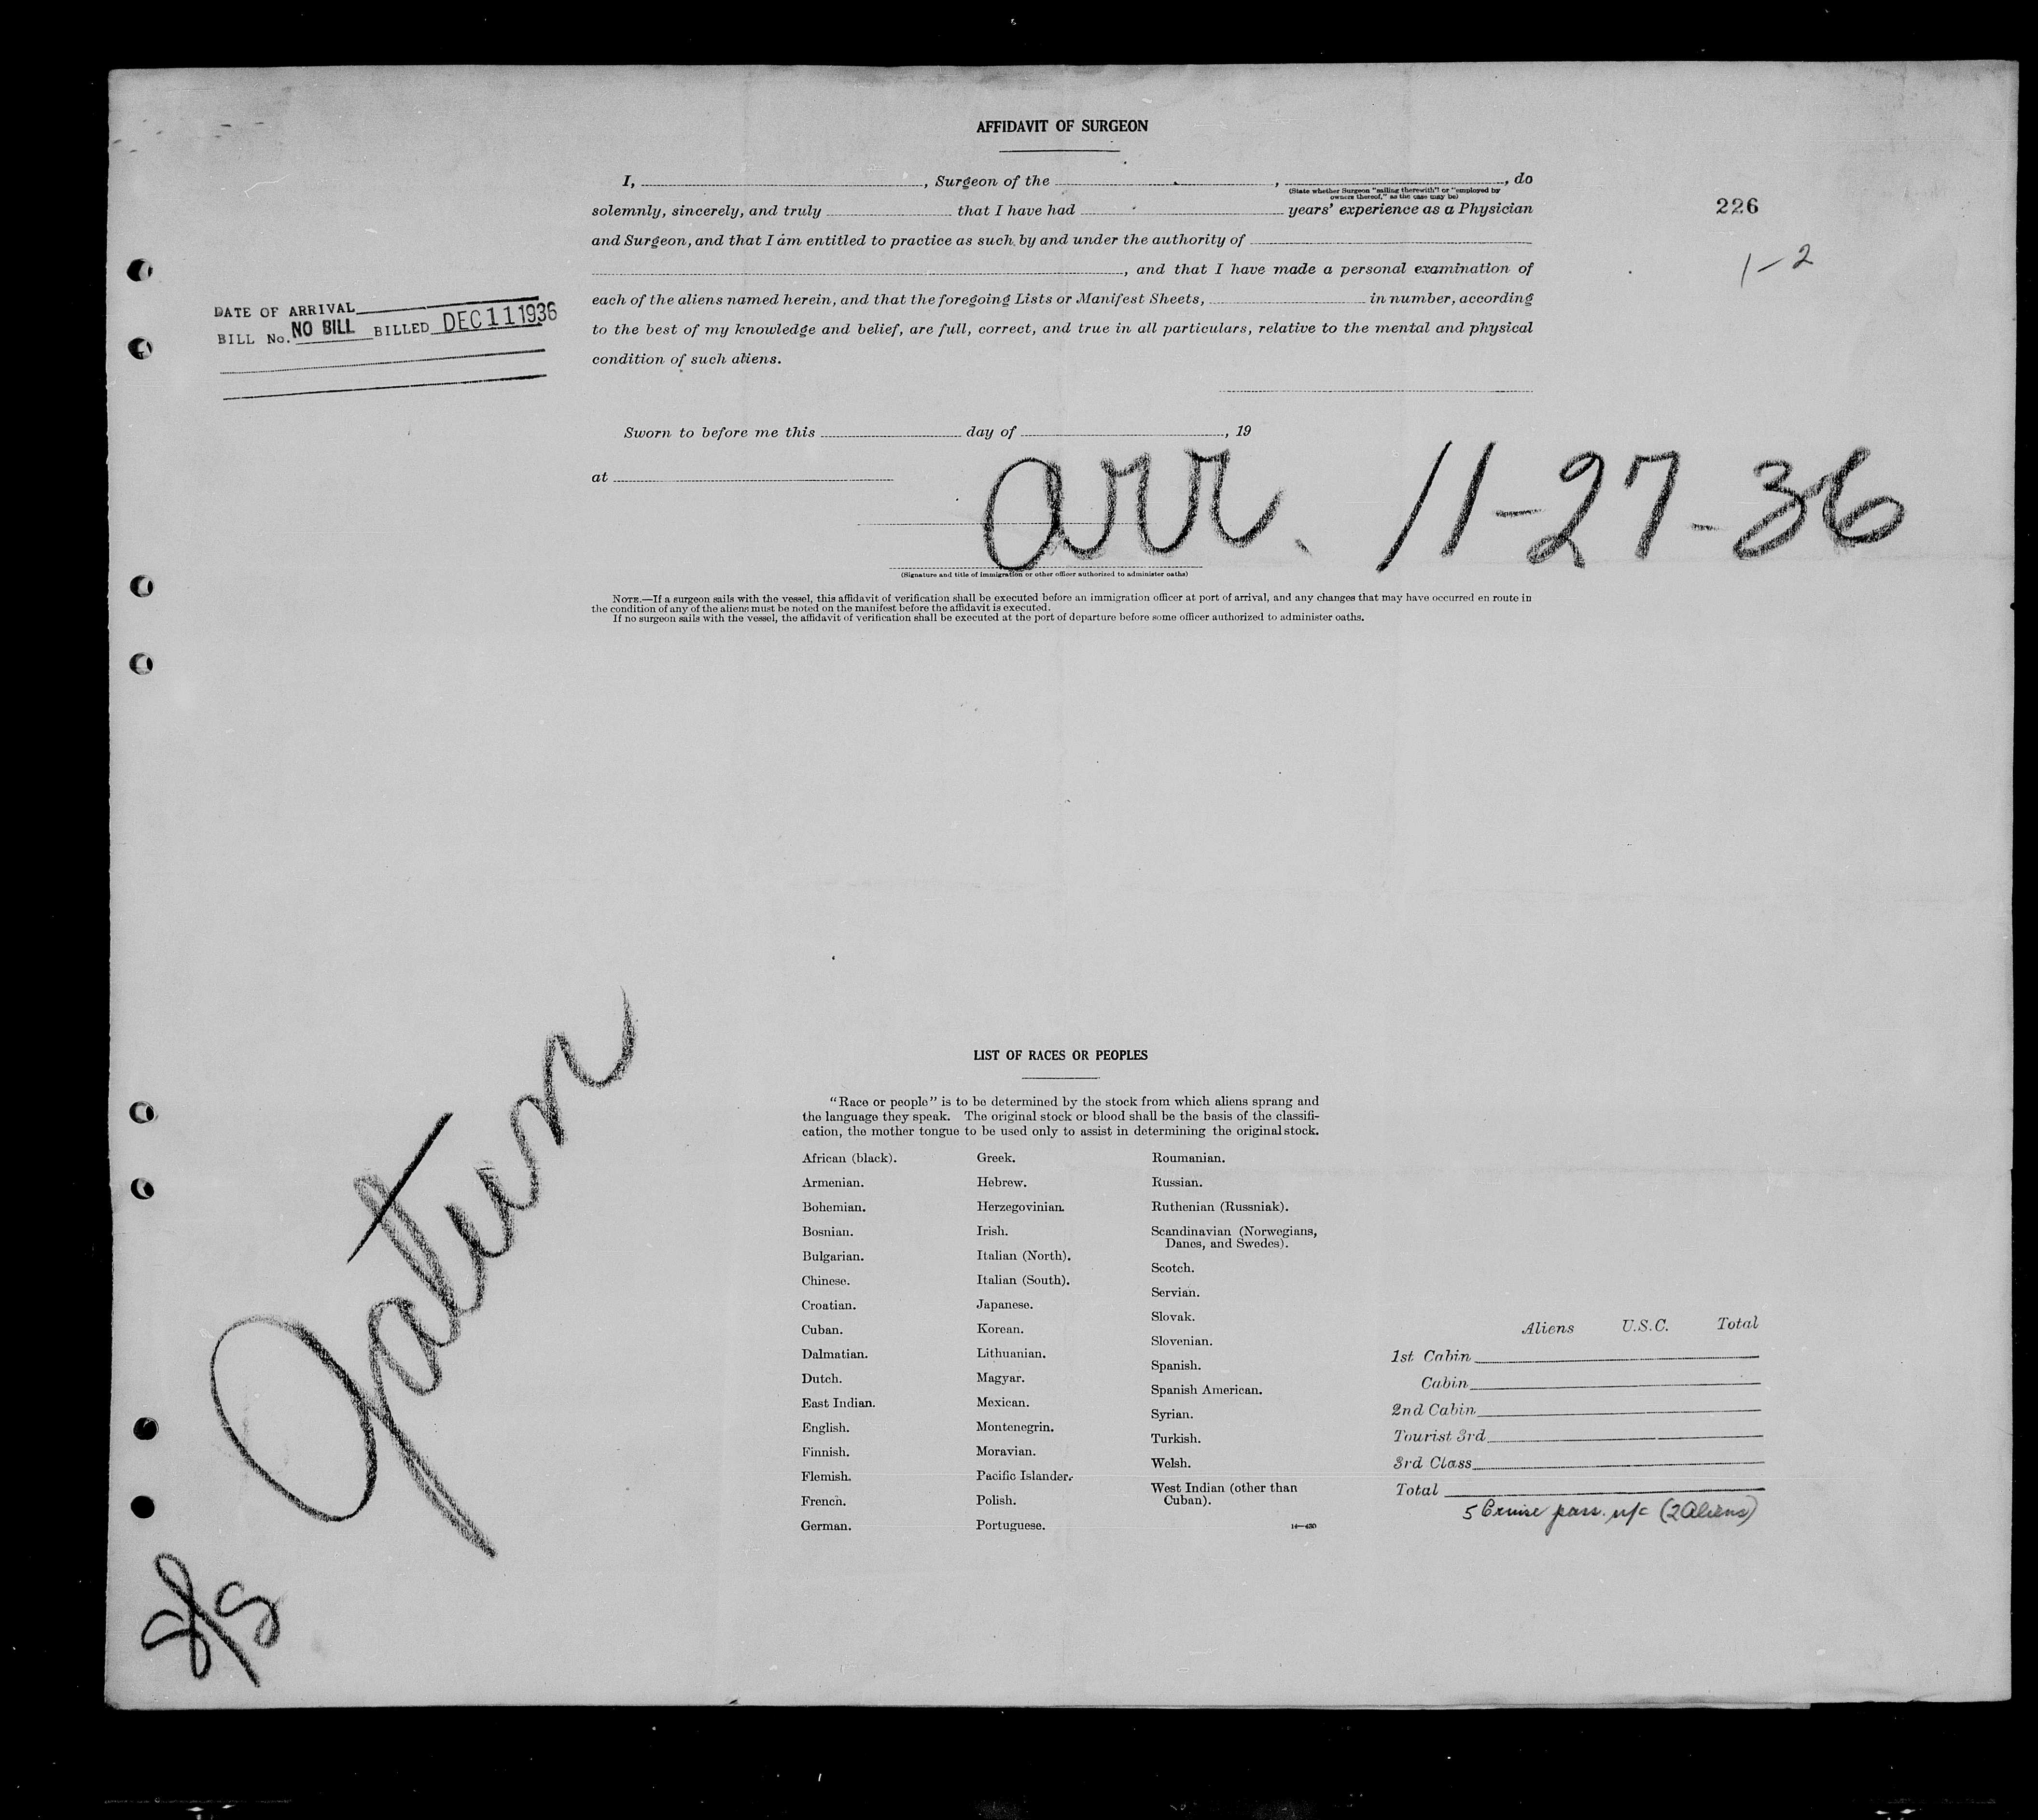 AFFIDAVIT OF SURGEON
I, , Surgeon of the , , do
(State whether Surgeon "sailing therewith" or "employed by
owners thereof," as the case may be)
solemnly, sincerely, and truly that I have had years' experience as a Physician
226
and Surgeon, and that I am entitled to practice as such by and under the authority of
, and that I have made a personal examination of
1-2
each of the aliens named herein, and that the foregoing Lists or Manifest Sheets, in number, according
to the best of my knowledge and belief, are full, correct, and true in all particulars, relative to the mental and physical
condition of such aliens.
DATE OF ARRIVAL
BILL No. NO BILL BILLED DEC 11 1936
Sworn to before me this day of , 19
at
arr. 11-27-36
(Signature and title of immigration or other officer authorized to administer oaths)
NOTE.—If a surgeon sails with the vessel, this affidavit of verification shall be executed before an immigration officer at port of arrival, and any changes that may have occurred en route in
the condition of any of the aliens must be noted on the manifest before the affidavit is executed.
If no surgeon sails with the vessel, the affidavit of verification shall be executed at the port of departure before some officer authorized to administer oaths.
S/S Gatun
LIST OF RACES OR PEOPLES
"Race or people" is to be determined by the stock from which aliens sprang and
the language they speak. The original stock or blood shall be the basis of the classifi-
cation, the mother tongue to be used only to assist in determining the original stock.
African (black).
Armenian.
Bohemian.
Bosnian.
Bulgarian.
Chinese.
Croatian.
Cuban.
Dalmatian.
Dutch.
East Indian.
English.
Finnish.
Flemish.
French.
German.
Greek.
Hebrew.
Herzegovinian.
Irish.
Italian (North).
Italian (South).
Japanese.
Korean.
Lithuanian.
Magyar.
Mexican.
Montenegrin.
Moravian.
Pacific Islander.
Polish.
Portuguese.
Roumanian.
Russian.
Ruthenian (Russniak).
Scandinavian (Norwegians,
Danes, and Swedes).
Scotch.
Servian.
Slovak.
Slovenian.
Spanish.
Spanish American.
Syrian.
Turkish.
Welsh.
West Indian (other than
Cuban).
14—430
Aliens U.S.C. Total
1st Cabin
Cabin
2nd Cabin
Tourist 3rd
3rd Class
Total
5 Cruise pass. n/c (2 Aliens)